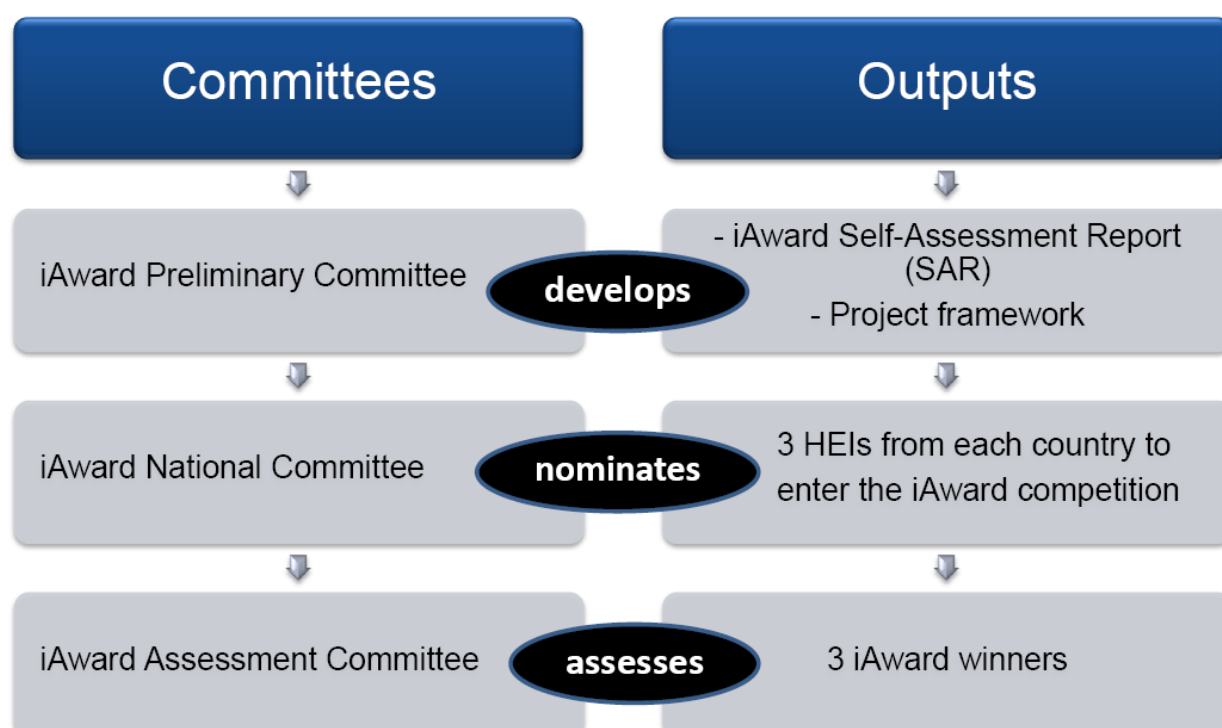 Committees
Outputs
iAward Preliminary Committee
develops
- iAward Self-Assessment Report
(SAR)
- Project framework
iAward National Committee
nominates
3 HEIs from each country to
enter the iAward competition
iAward Assessment Committee
assesses
3 iAward winners